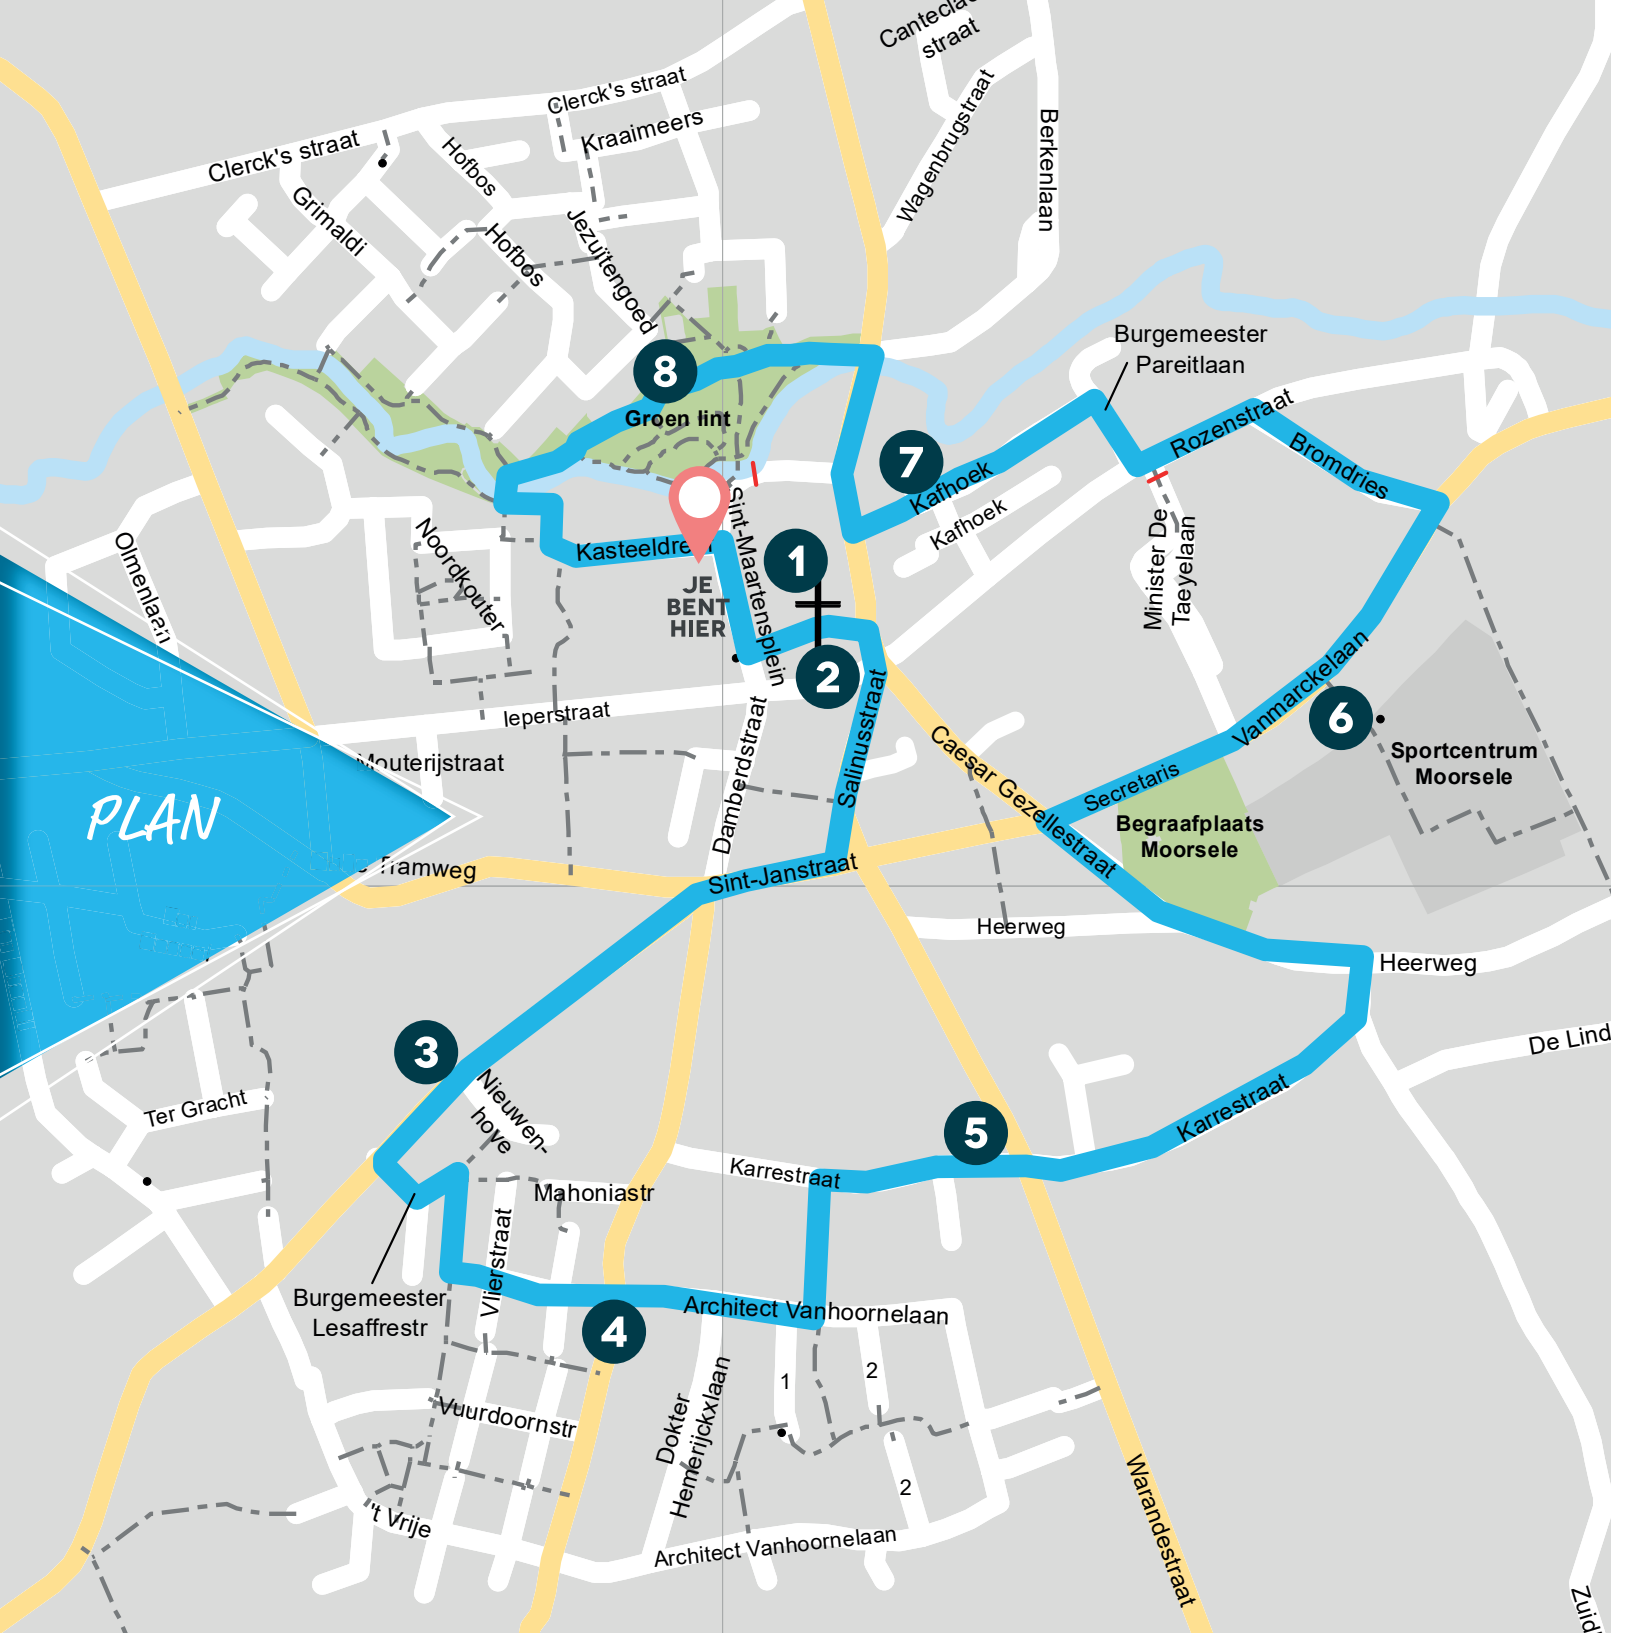 Cantecla
straat
Clerck's straat
Kraaimeers
Wagenbrugstraat
Berkenlaan
Clerck's straat
Hofbos
Grimaldi
Hofbos
Jezuitengoed
Burgemeester
Pareitlaan
8
Groen lint
Rozenstraat
Bromdries
7
Kafhoek
Kafhoek
Sint-Maartensplein
Olmenlaan
Noordkouter
Kasteeldre
1
JE
BENT
HIER
Minister De
Taeyelaan
2
Vanmarckelaan
6
Sportcentrum
Moorsele
Ieperstraat
Mouterijstraat
Damberdstraat
Salinusstraat
Caesar Gezellestraat
Secretaris
Begraafplaats
Moorsele
PLAN
Tramweg
Sint-Janstraat
Heerweg
Heerweg
3
De Lind
Ter Gracht
Nieuwen-
hove
5
Karrestraat
Karrestraat
Mahoniastr
Vlierstraat
Burgemeester
Lesaffrestr
4
Architect Vanhoornelaan
1
2
Vuurdoornstr
Dokter
Hemerijckxlaan
2
't Vrije
Architect Vanhoornelaan
Warandestraat
Zuid